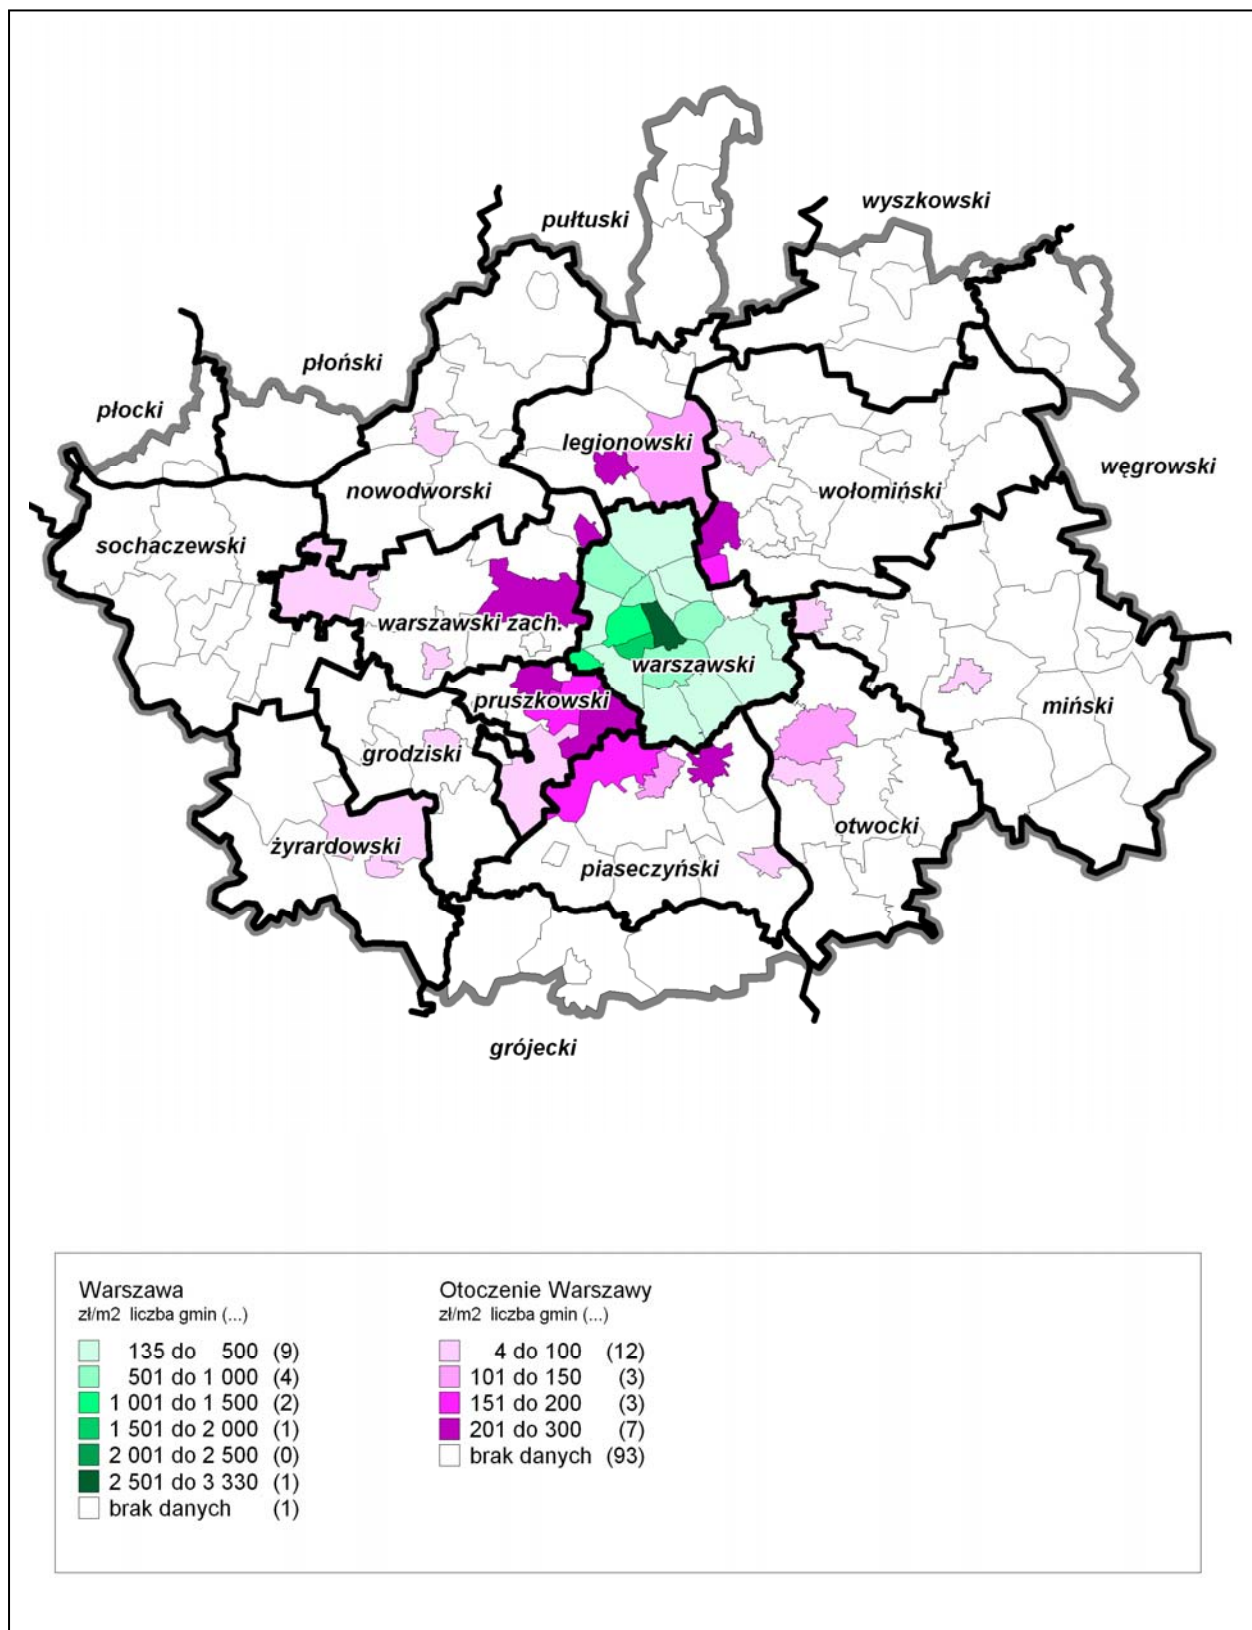 wyszkowski
pułtuski
płoński
płocki
legionowski
węgrowski
nowodworski
wołomiński
sochaczewski
warszawski zach.
warszawski
pruszkowski
miński
grodziski
otwocki
żyrardowski
piaseczyński
grójecki
Warszawa
zł/m2 liczba gmin (...)
135 do 500 (9)
501 do 1 000 (4)
1 001 do 1 500 (2)
1 501 do 2 000 (1)
2 001 do 2 500 (0)
2 501 do 3 330 (1)
brak danych (1)
Otoczenie Warszawy
zł/m2 liczba gmin (...)
4 do 100 (12)
101 do 150 (3)
151 do 200 (3)
201 do 300 (7)
brak danych (93)